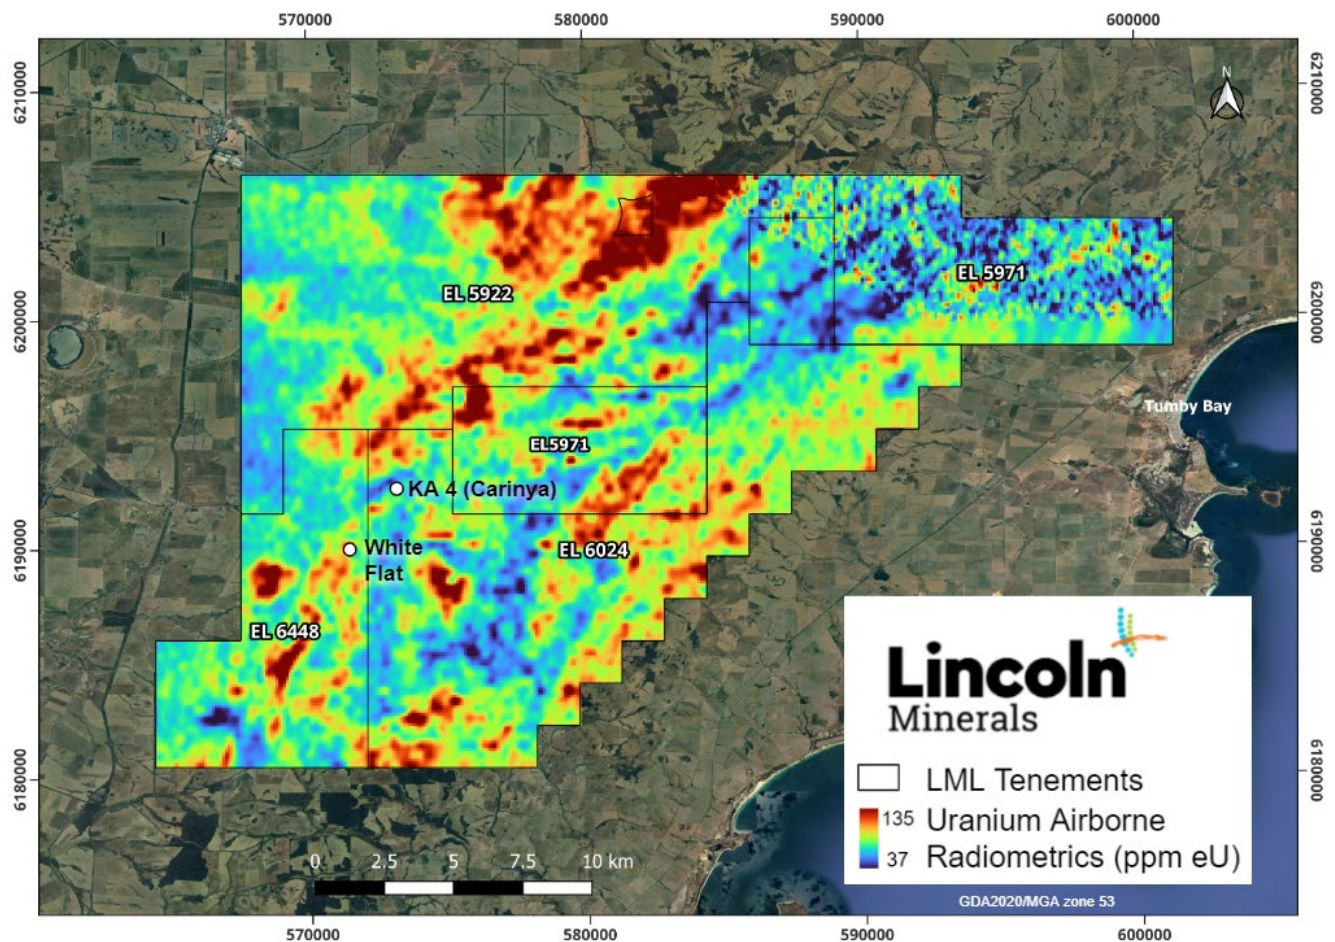 570000
580000
590000
600000
6210000
6210000
N
EL 5922
EL 5971
6200000
6200000
Tumby Bay
EL5971
KA 4 (Carinya)
6190000
6190000
White
Flat
EL 6024
EL 6448
Lincoln
Minerals
LML Tenements
135
Uranium Airborne
37
Radiometrics (ppm eU)
6180000
6180000
0
2.5
5
7.5
10 km
GDA2020/MGA zone 53
570000
580000
590000
600000